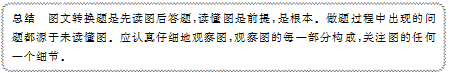 总结　图文转换题是先读图后答题,读懂图是前提,是根本。做题过程中出现的问
题都源于未读懂图。应认真仔细地观察图,观察图的每一部分构成,关注图的任何
一个细节。